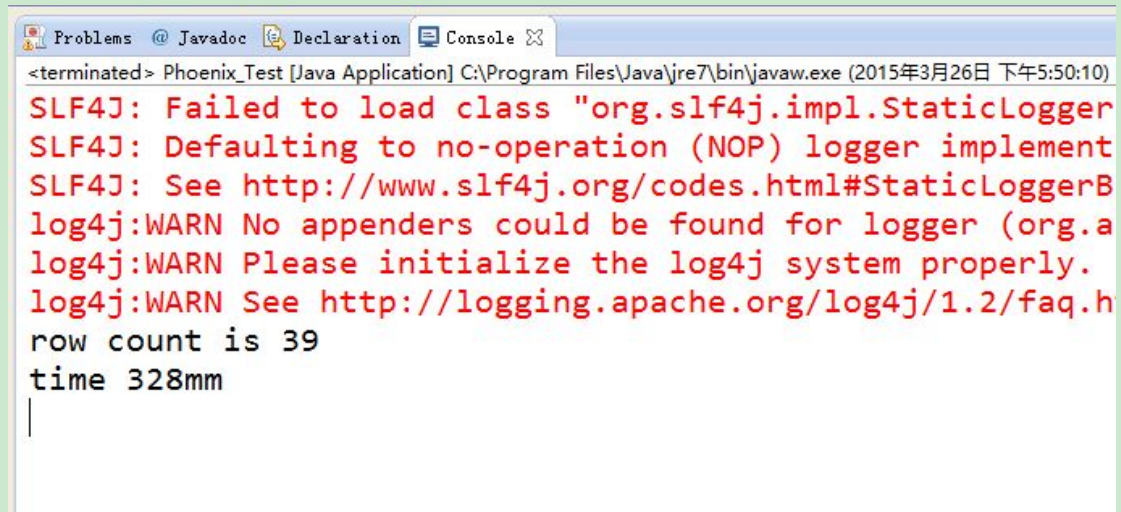 Problems @ Javadoc Declaration Console
<terminated> Phoenix_Test [Java Application] C:\Program Files\Java\jre7\bin\javaw.exe (2015年3月26日 下午5:50:10)
SLF4J: Failed to load class "org.slf4j.impl.StaticLogger
SLF4J: Defaulting to no-operation (NOP) logger implement
SLF4J: See http://www.slf4j.org/codes.html#StaticLoggerB
log4j:WARN No appenders could be found for logger (org.a
log4j:WARN Please initialize the log4j system properly.
log4j:WARN See http://logging.apache.org/log4j/1.2/faq.h
row count is 39
time 328mm